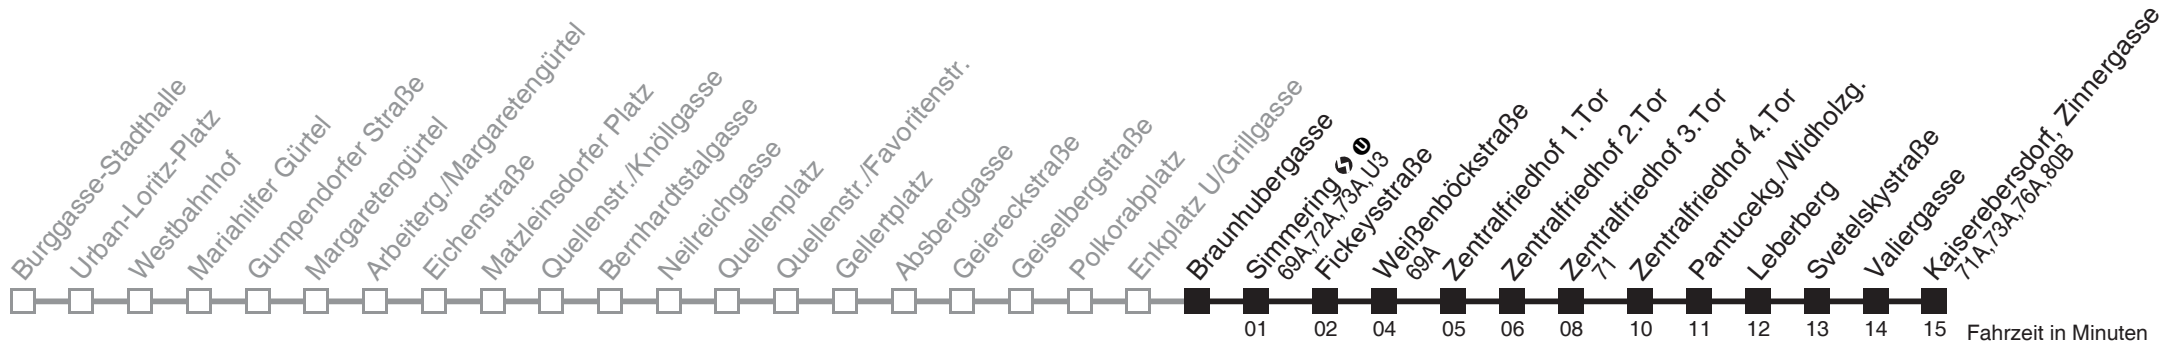 Burggasse-Stadthalle
Urban-Loritz-Platz
Westbahnhof
Mariahilfer Gürtel
Gumpendorfer Straße
Margaretengürtel
Arbeiterg./Margaretengürtel
Eichenstraße
Matzleinsdorfer Platz
Quellenstr./Knöllgasse
Bernhardtstalgasse
Neilreichgasse
Quellenplatz
Quellenstr./Favoritenstr.
Gellertplatz
Absberggasse
Geiereckstraße
Geiselbergstraße
Polkorabplatz
Enkplatz U/Grillgasse
Braunhubergasse
Simmering U
69A,72A,73A,U3
Fickeysstraße
Weißenböckstraße
69A
Zentralfriedhof 1.Tor
Zentralfriedhof 2.Tor
Zentralfriedhof 3.Tor
71
Zentralfriedhof 4.Tor
Pantucekg./Widholzg.
Leberberg
Svetelskystraße
Valiergasse
Kaiserebersdorf, Zinnergasse
71A,73A,76A,80B
01 02 04 05 06 08 10 11 12 13 14 15 Fahrzeit in Minuten